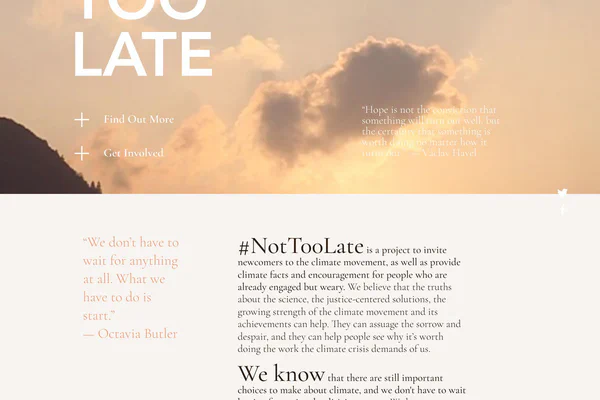 TOO
LATE
Find Out More
Get Involved
"Hope is not the conviction that
something will turn out well, but
the certainty that something is
worth doing no matter how it
— Vaclav Havel
"We don't have to
wait for anything
at all. What we
have to do is
start."
— Octavia Butler
#NotTooLate is a project to invite
newcomers to the climate movement, as well as provide
climate facts and encouragement for people who are
already engaged but weary. We believe that the truths
about the science, the justice-centered solutions, the
growing strength of the climate movement and its
achievements can help. They can assuage the sorrow and
despair, and they can help people see why it's worth
doing the work the climate crisis demands of us.
We know that there are still important
choices to make about climate, and we don't have to wait